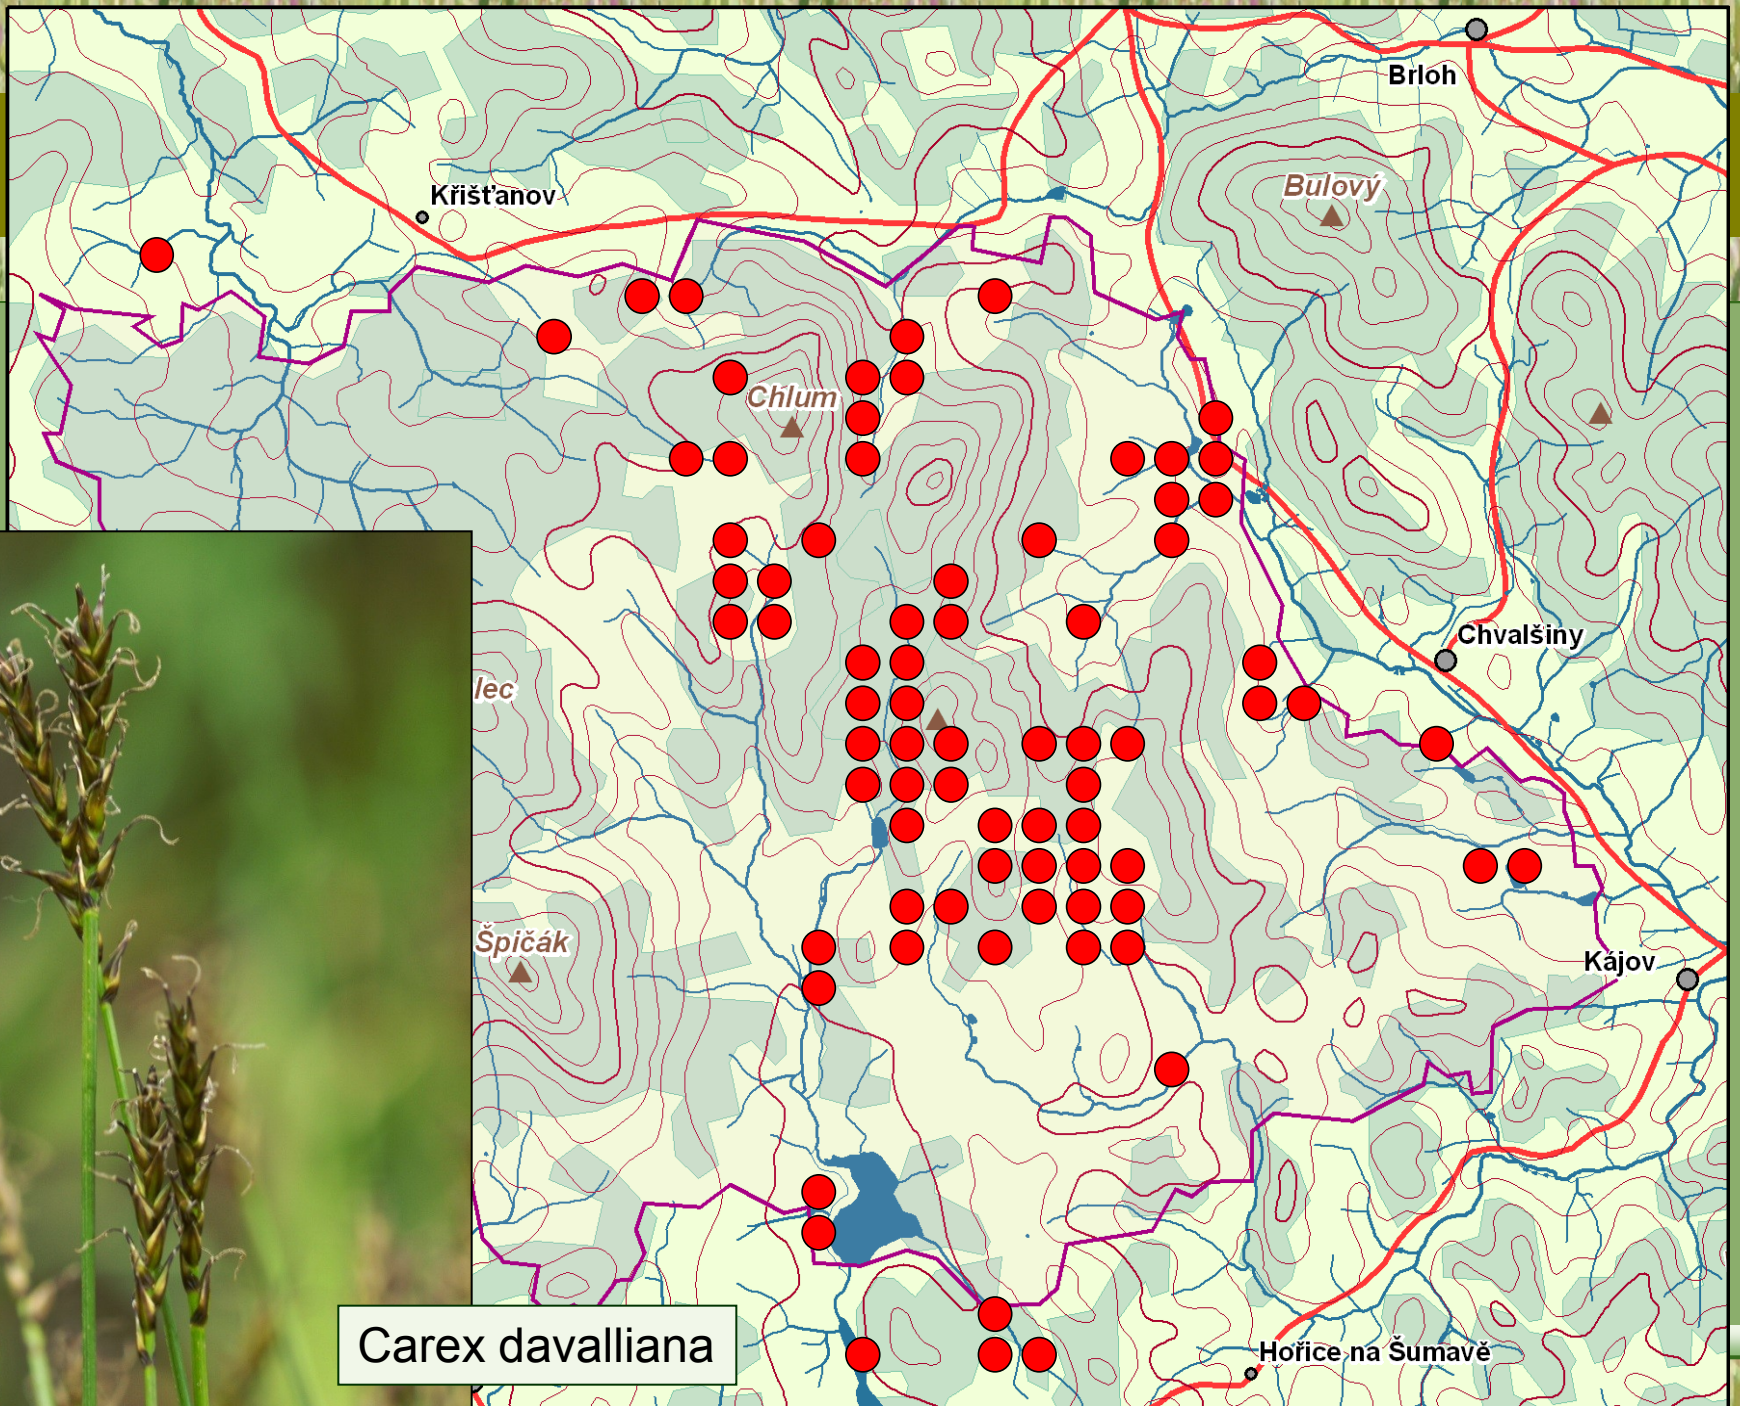 Brloh
Křišťanov
Bulový
Chlum
Chvalšiny
lec
Špičák
Kájov
Carex davalliana
Hořice na Šumavě